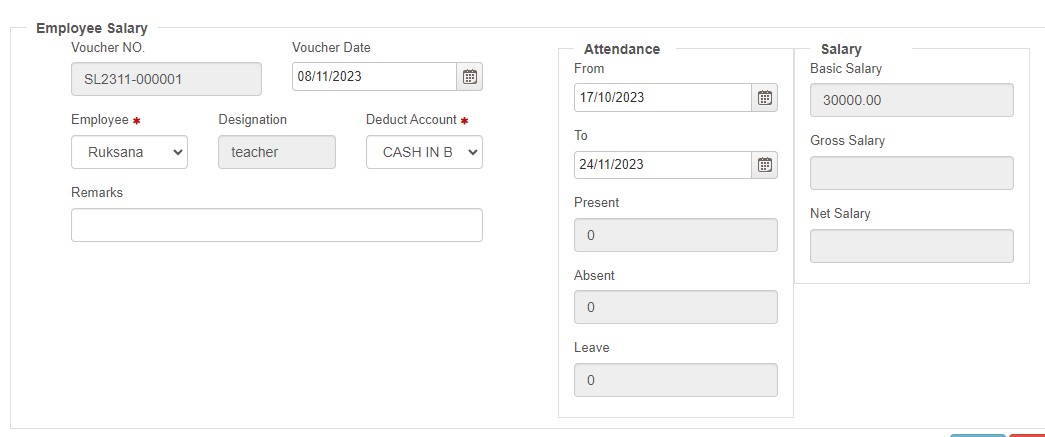 Employee Salary
Voucher NO.
SL2311-000001
Voucher Date
08/11/2023
Employee *
Ruksana
Designation
teacher
Deduct Account *
CASH IN B
Remarks
Attendance
From
17/10/2023
To
24/11/2023
Present
0
Absent
0
Leave
0
Salary
Basic Salary
30000.00
Gross Salary
Net Salary